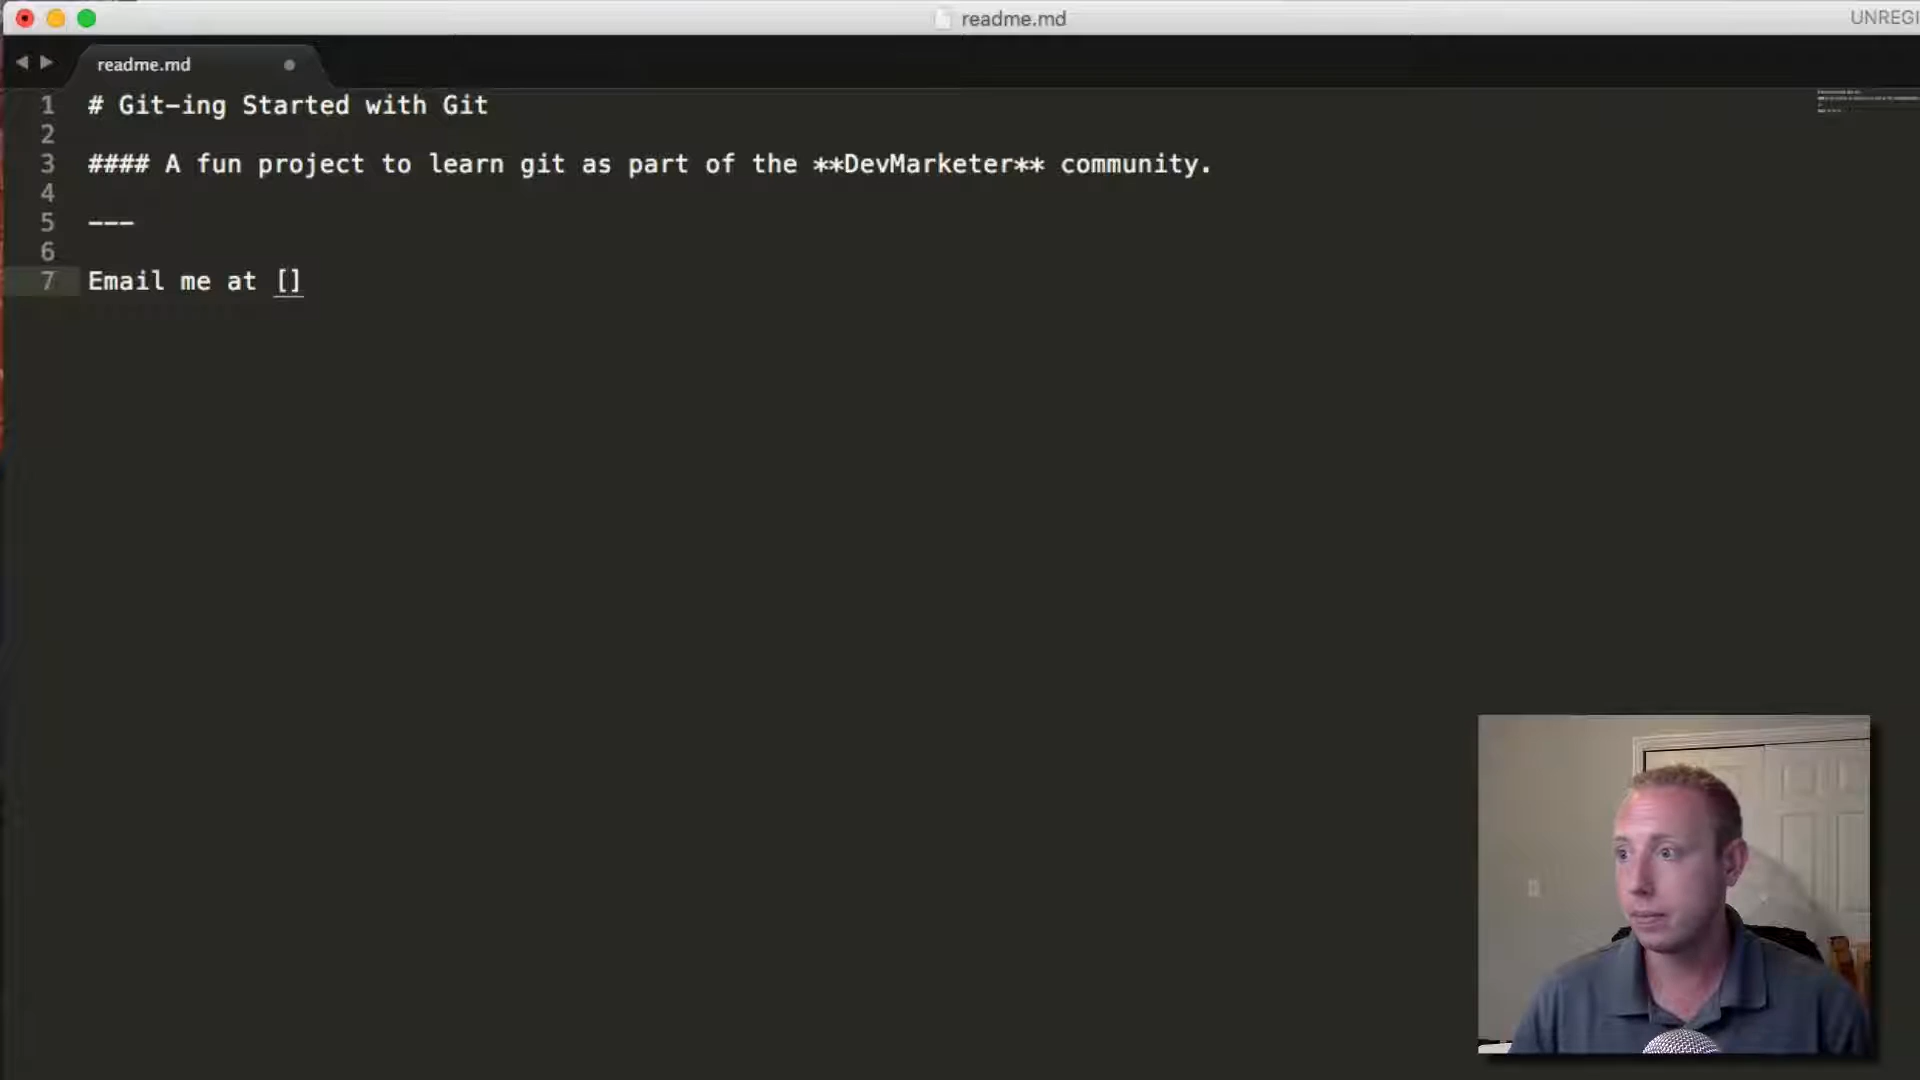 readme.md
UNREGI
readme.md
1 # Git-ing Started with Git
2
3 #### A fun project to learn git as part of the **DevMarketer** community.
4
5 ---
6
7 Email me at []